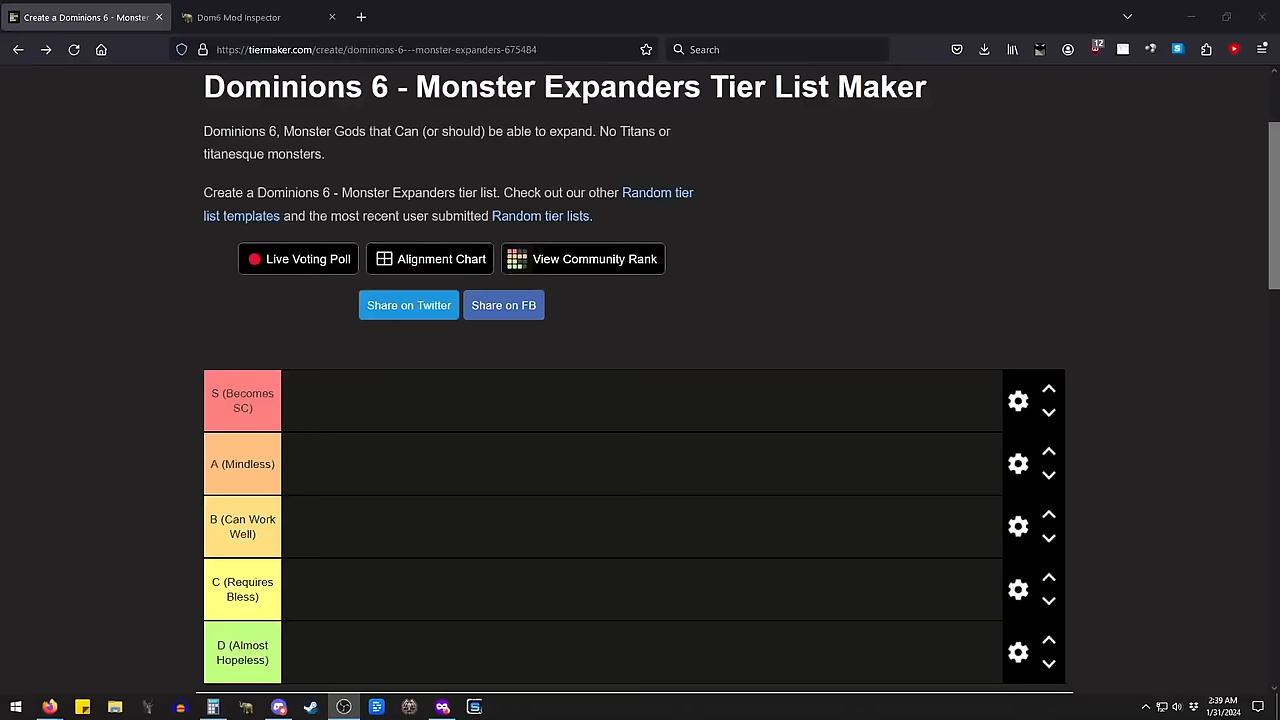 Create a Dominions 6 - Monster
Dom6 Mod Inspector
https://tiermaker.com/create/dominions-6---monster-expanders-675484
Search
12
Dominions 6 - Monster Expanders Tier List Maker
Dominions 6, Monster Gods that Can (or should) be able to expand. No Titans or
titanesque monsters.
Create a Dominions 6 - Monster Expanders tier list. Check out our other Random tier
list templates and the most recent user submitted Random tier lists.
Live Voting Poll
Alignment Chart
View Community Rank
Share on Twitter
Share on FB
S (Becomes
SC)
A (Mindless)
B (Can Work
Well)
C (Requires
Bless)
D (Almost
Hopeless)
2:39 AM
1/31/2024